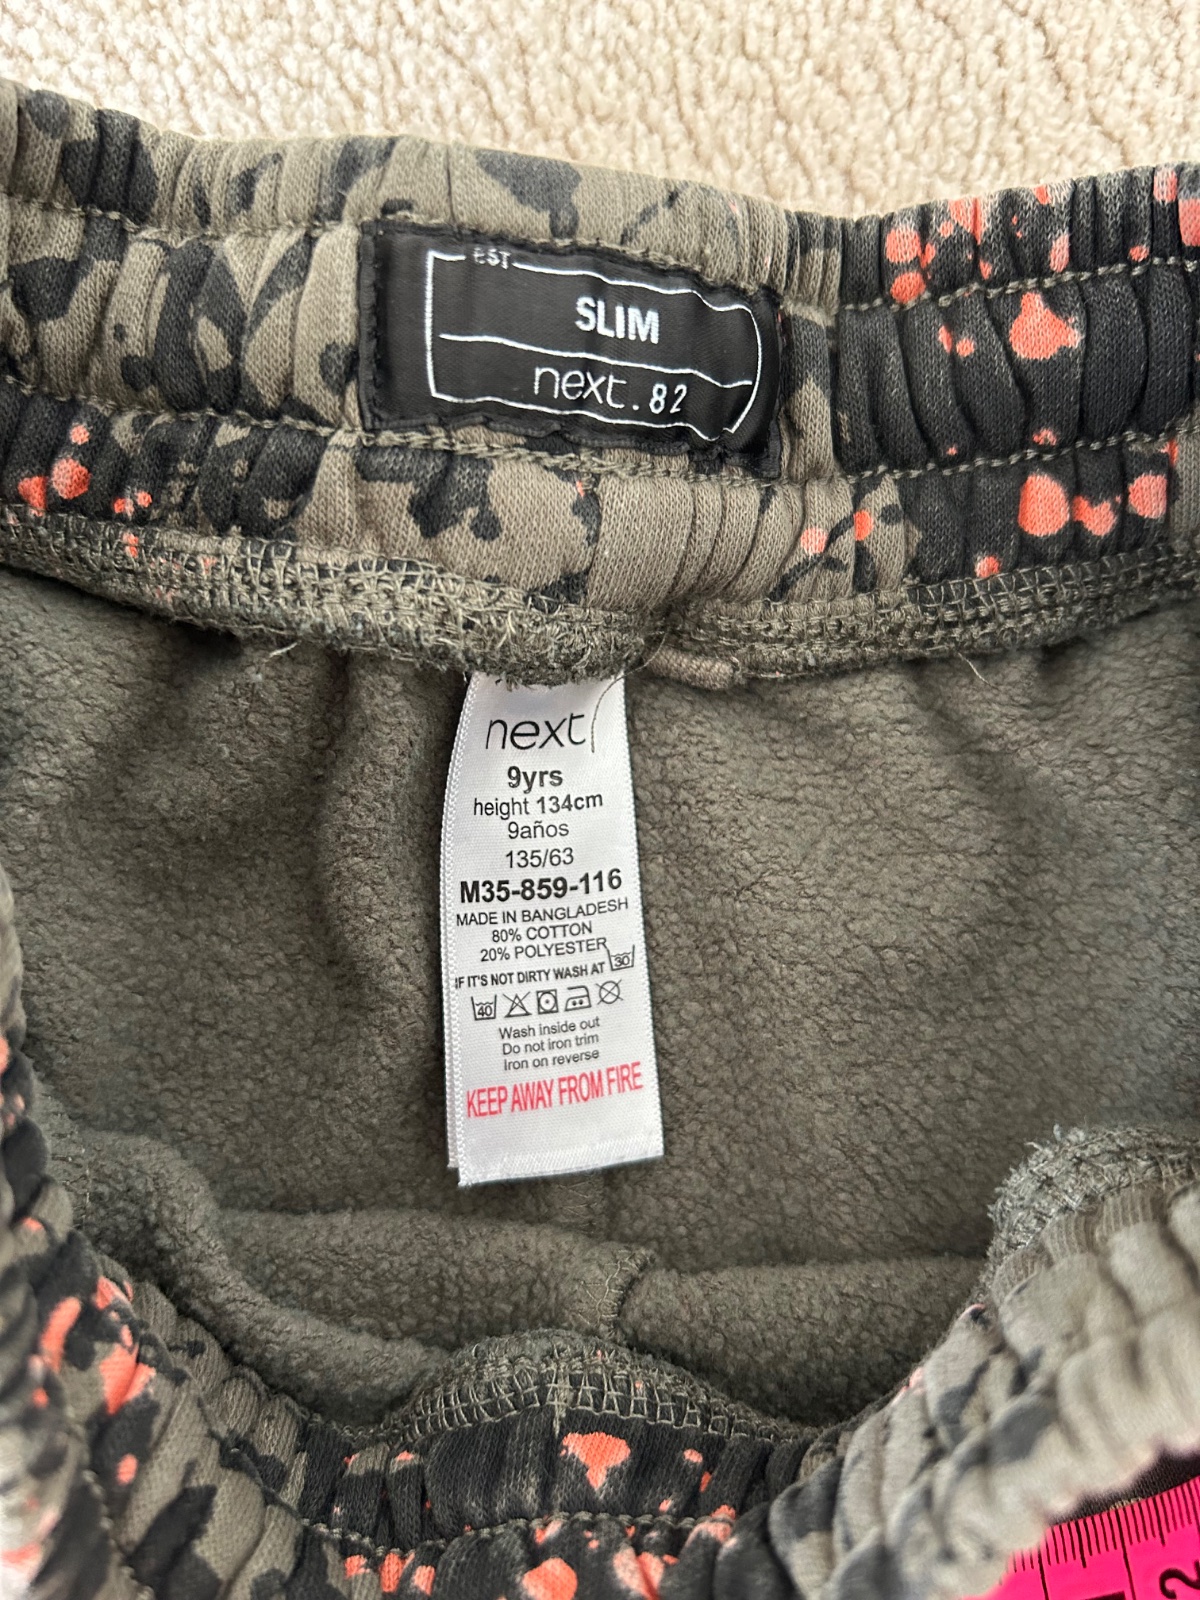 EST
SLIM
next.82
next
9yrs
height 134cm
9años
135/63
M35-859-116
MADE IN BANGLADESH
80% COTTON
20% POLYESTER
IF IT'S NOT DIRTY WASH AT 30
40
Wash inside out
Do not iron trim
Iron on reverse
KEEP AWAY FROM FIRE
2